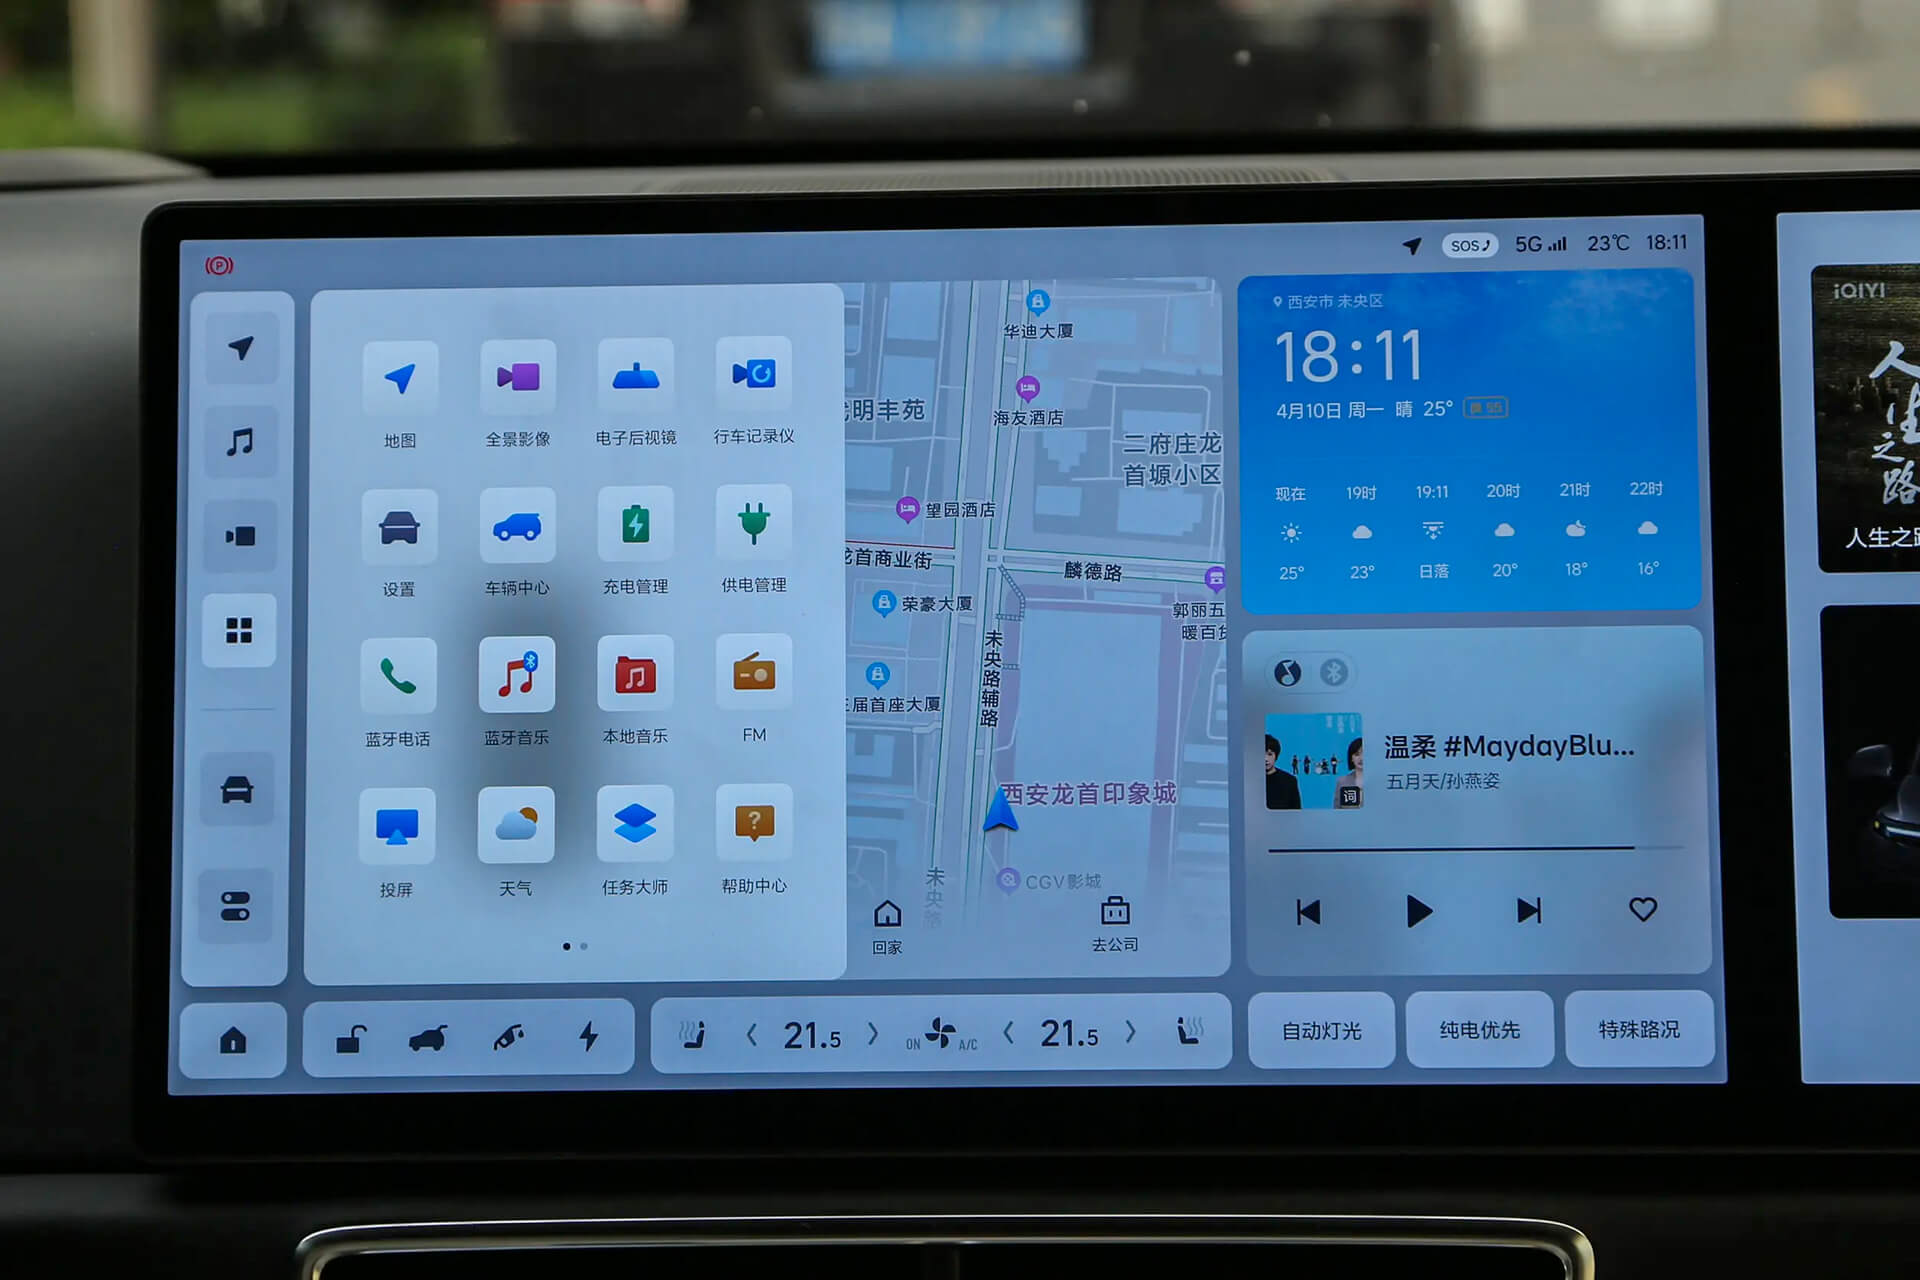 SOS
5G
23℃
18:11
地图
全景影像
电子后视镜
行车记录仪
设置
车辆中心
充电管理
供电管理
蓝牙电话
蓝牙音乐
本地音乐
FM
投屏
天气
任务大师
帮助中心
华迪大厦
明丰苑
海友酒店
二府庄龙
首塬小区
望园酒店
首商业街
麟德路
荣豪大厦
郭丽五
暖百
未央路辅路
届首座大厦
西安龙首印象城
未央路
CGV影城
回家
去公司
西安市 未央区
18:11
4月10日 周一 晴 25°
55
现在 19时 19:11 20时 21时 22时
25° 23° 日落 20° 18° 16°
温柔 #MaydayBlu...
五月天/孙燕姿
词
21.5
ON
A/C
21.5
自动灯光
纯电优先
特殊路况
iQIYI
人生之路
人生之